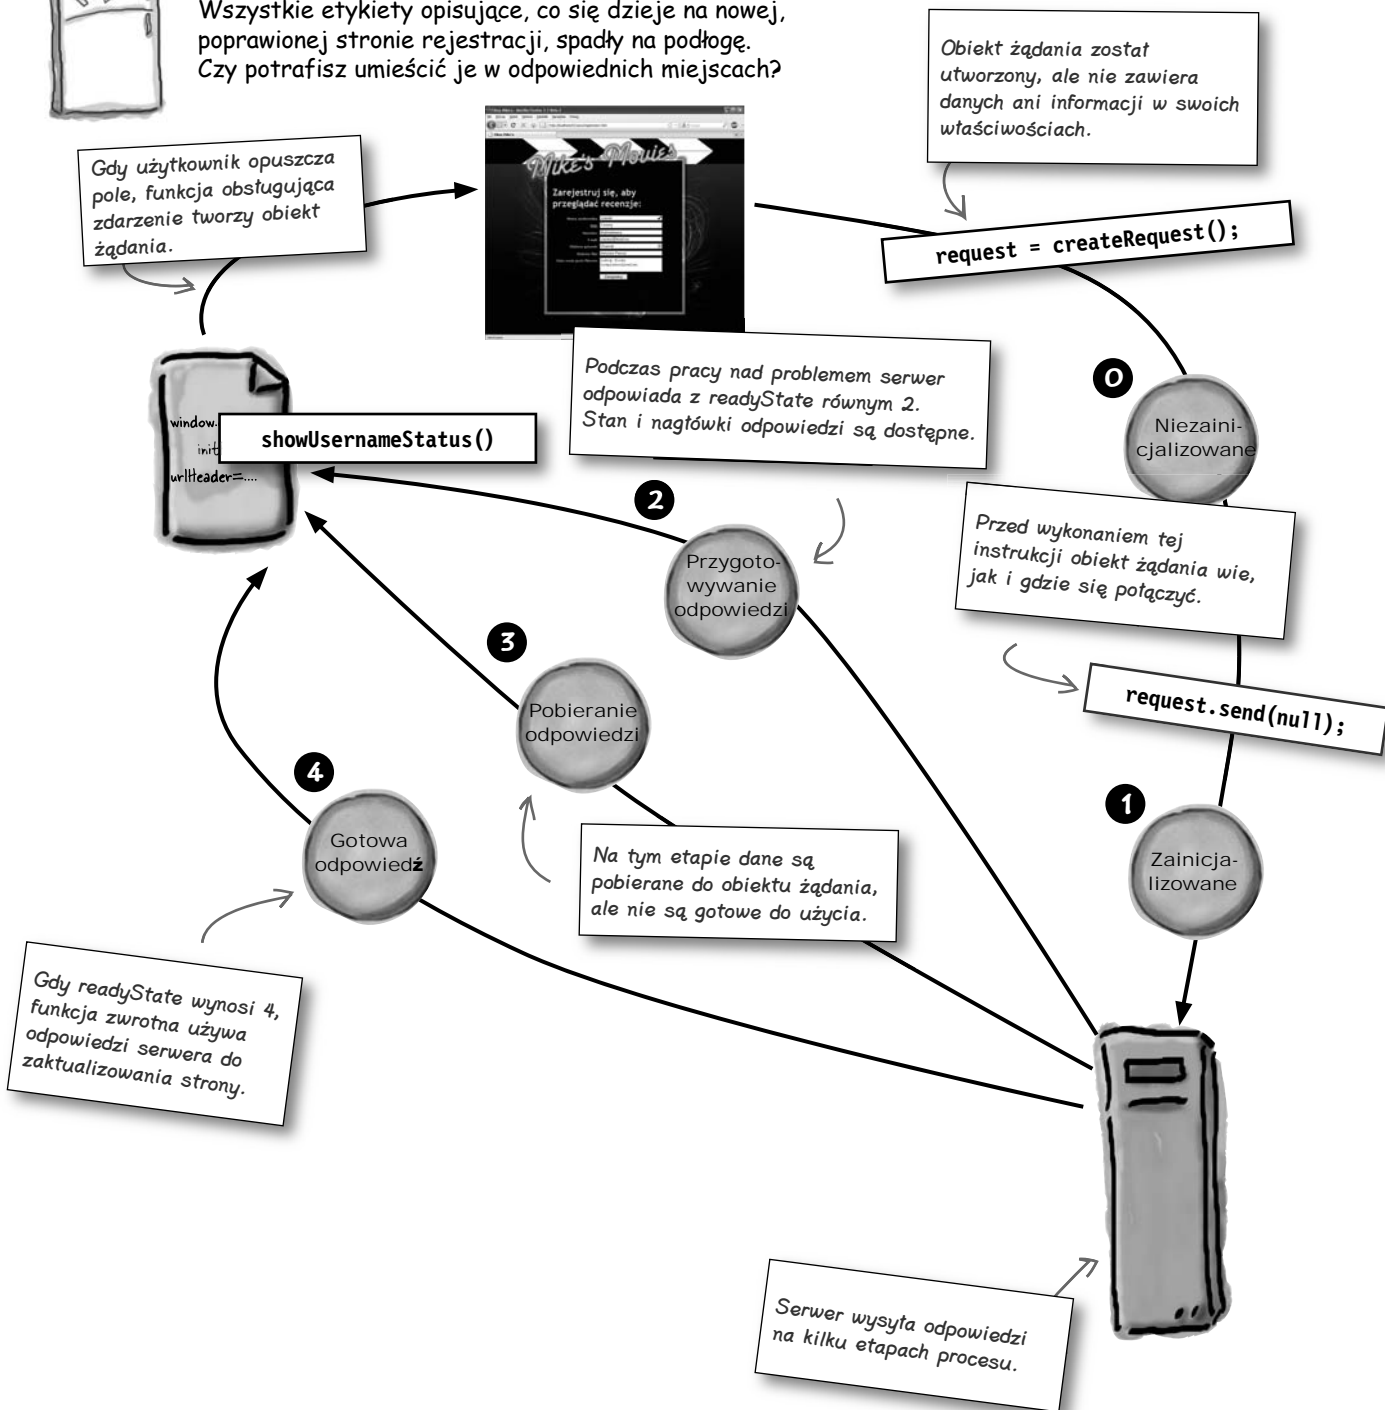 Wszystkie etykiety opisujące, co się dzieje na nowej,
poprawionej stronie rejestracji, spadły na podłogę.
Czy potrafisz umieścić je w odpowiednich miejscach?
Obiekt żądania został
utworzony, ale nie zawiera
danych ani informacji w swoich
właściwościach.
Gdy użytkownik opuszcza
pole, funkcja obsługująca
zdarzenie tworzy obiekt
żądania.
Mike's Movies
Zarejestruj się, aby
przeglądać recenzje:
request = createRequest();
Podczas pracy nad problemem serwer
odpowiada z readyState równym 2.
Stan i nagłówki odpowiedzi są dostępne.
0
Niezaini-
cjalizowane
window.
init
urlHeader=....
showUsernameStatus()
2
Przygoto-
wywanie
odpowiedzi
Przed wykonaniem tej
instrukcji obiekt żądania wie,
jak i gdzie się połączyć.
3
Pobieranie
odpowiedzi
request.send(null);
4
Gotowa
odpowiedź
1
Zainicja-
lizowane
Na tym etapie dane są
pobierane do obiektu żądania,
ale nie są gotowe do użycia.
Gdy readyState wynosi 4,
funkcja zwrotna używa
odpowiedzi serwera do
zaktualizowania strony.
Serwer wysyła odpowiedzi
na kilku etapach procesu.